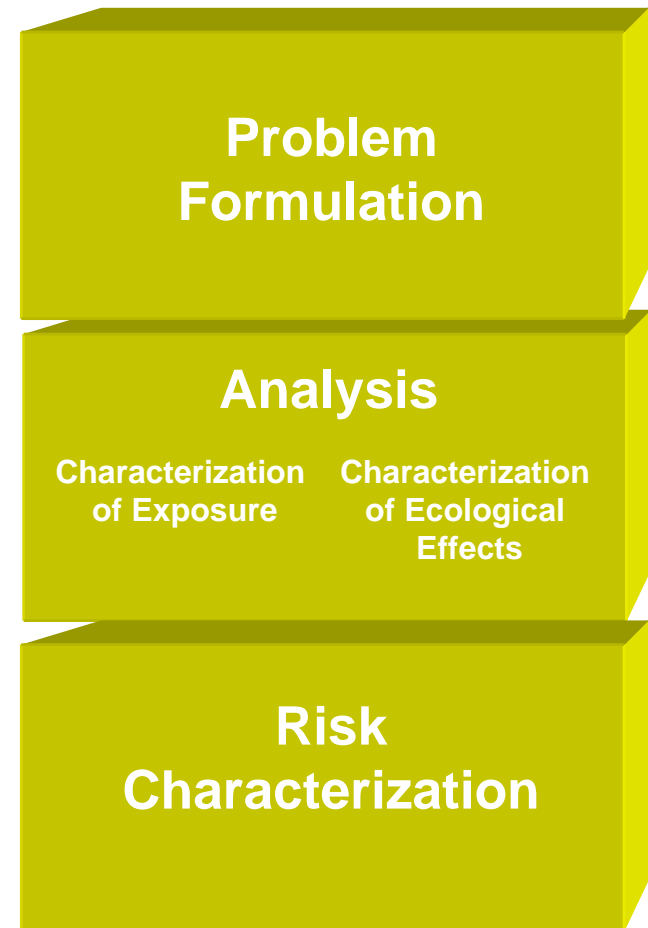 Problem
Formulation
Analysis
Characterization
of Exposure
Characterization
of Ecological
Effects
Risk
Characterization